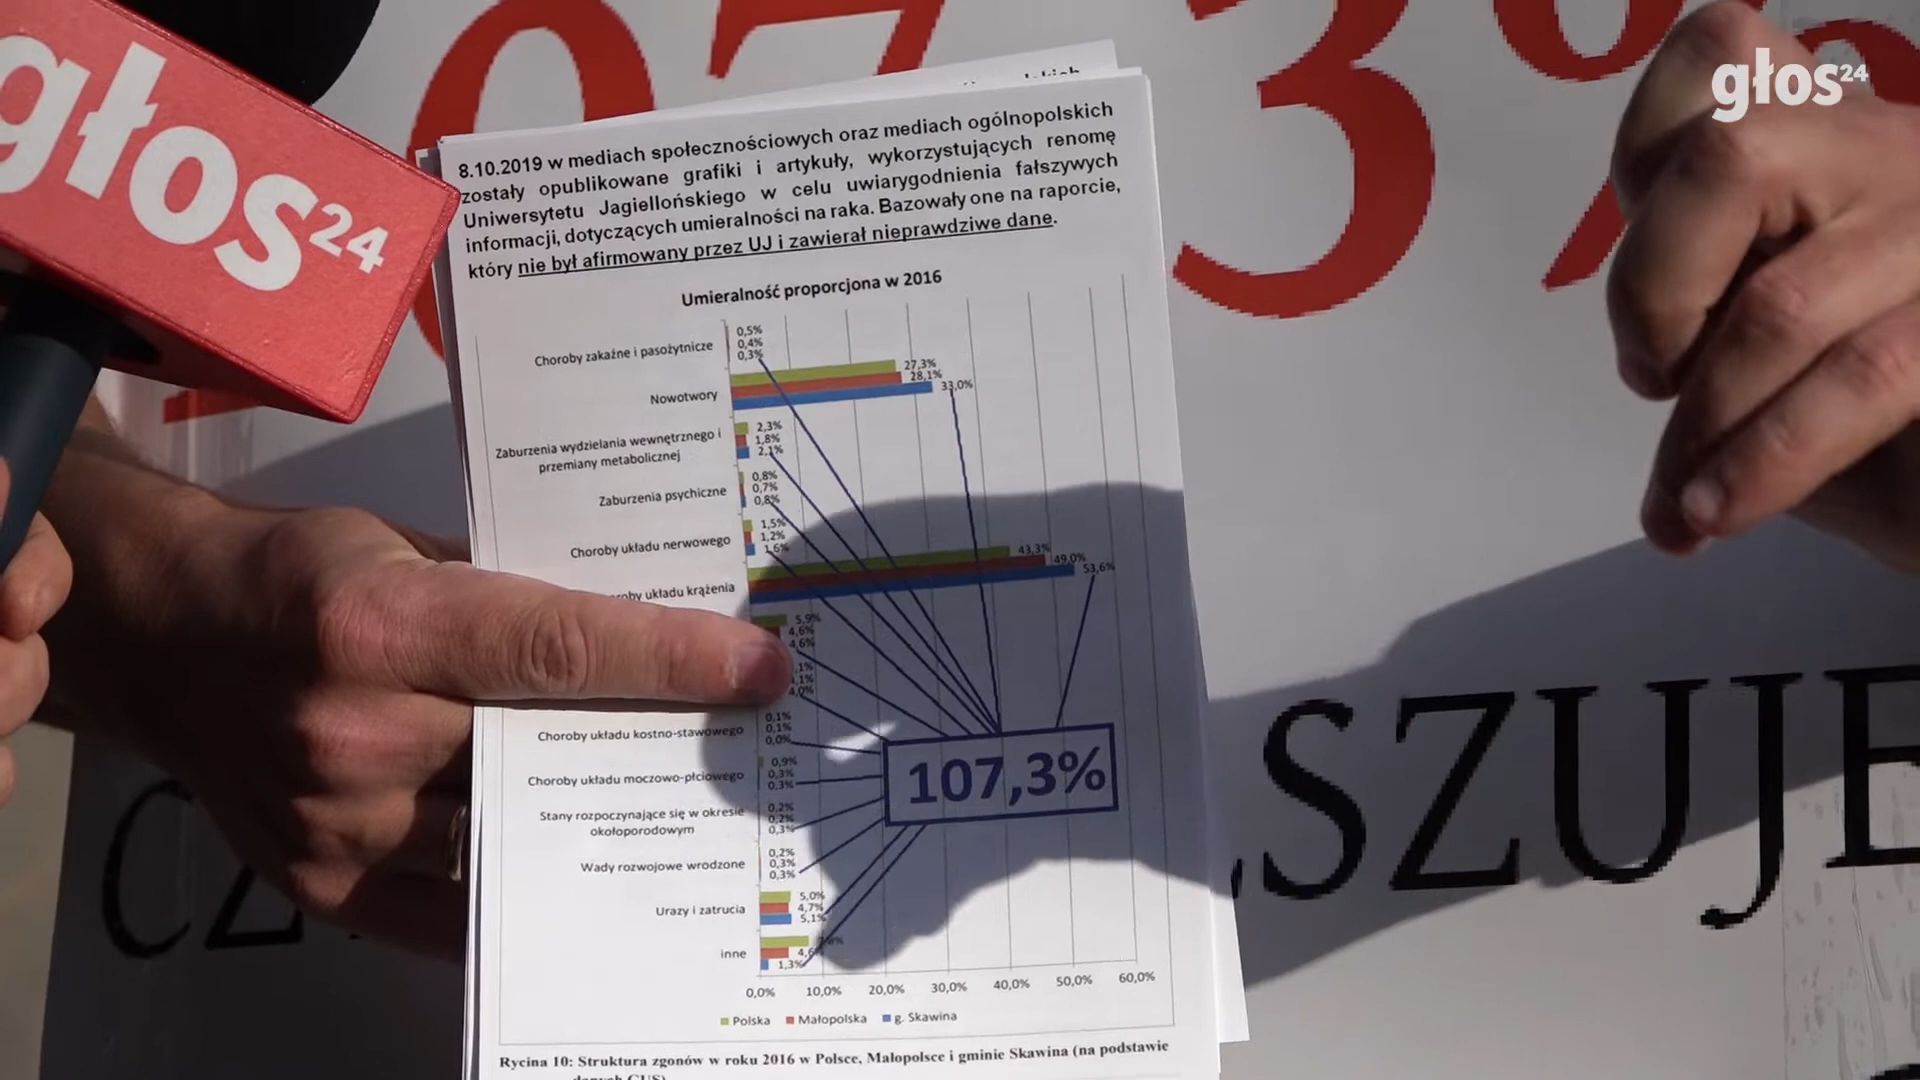 głos24
głos24
07,3%
8.10.2019 w mediach społecznościowych oraz mediach ogólnopolskich
zostały opublikowane grafiki i artykuły, wykorzystujących renomę
Uniwersytetu Jagiellońskiego w celu uwiarygodnienia fałszywych
informacji, dotyczących umieralności na raka. Bazowały one na raporcie,
który nie był afirmowany przez UJ i zawierał nieprawdziwe dane.
Umieralność proporcjona w 2016
Choroby zakaźne i pasożytnicze
0,5%
0,4%
0,3%
Nowotwory
27,3%
28,1%
33,0%
Zaburzenia wydzielania wewnętrznego i
przemiany metabolicznej
2,3%
1,8%
2,1%
Zaburzenia psychiczne
0,8%
0,7%
0,8%
Choroby układu nerwowego
1,5%
1,2%
1,6%
układu krążenia
43,3%
49,0%
53,6%
5,9%
4,6%
4,6%
,1%
,1%
4,0%
Choroby układu kostno-stawowego
0,1%
0,1%
0,0%
Choroby układu moczowo-płciowego
0,9%
0,3%
0,3%
Stany rozpoczynające się w okresie
okołoporodowym
0,2%
0,2%
0,3%
Wady rozwojowe wrodzone
0,2%
0,3%
0,3%
Urazy i zatrucia
5,0%
4,7%
5,1%
inne
1,3%
107,3%
0,0% 10,0% 20,0% 30,0% 40,0% 50,0% 60,0%
Polska Małopolska g. Skawina
Rycina 10: Struktura zgonów w roku 2016 w Polsce, Małopolsce i gminie Skawina (na podstawie
danych GUS)
SZUJE